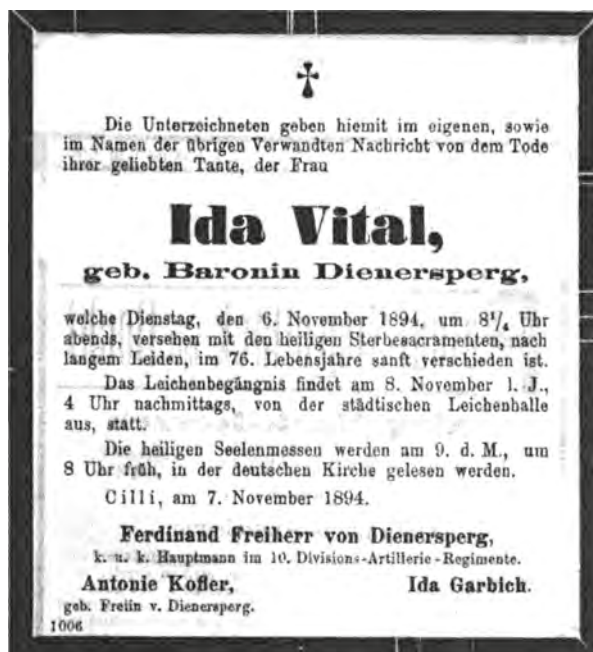 Die Unterzeichneten geben hiemit im eigenen, sowie
im Namen der übrigen Verwandten Nachricht von dem Tode
ihrer geliebten Tante, der Frau
Ida Vital,
geb. Baronin Dienersperg,
welche Dienstag, den 6. November 1894, um 8¼ Uhr
abends, versehen mit den heiligen Sterbesacramenten, nach
langem Leiden, im 76. Lebensjahre sanft verschieden ist.
Das Leichenbegängnis findet am 8. November l. J.,
4 Uhr nachmittags, von der städtischen Leichenhalle
aus, statt.
Die heiligen Seelenmessen werden am 9. d. M., um
8 Uhr früh, in der deutschen Kirche gelesen werden.
Cilli, am 7. November 1894.
Ferdinand Freiherr von Dienersperg,
k. u. k. Hauptmann im 10. Divisions-Artillerie-Regimente.
Antonie Kofler, Ida Garbich.
geb. Freiin v. Dienersperg.
1006